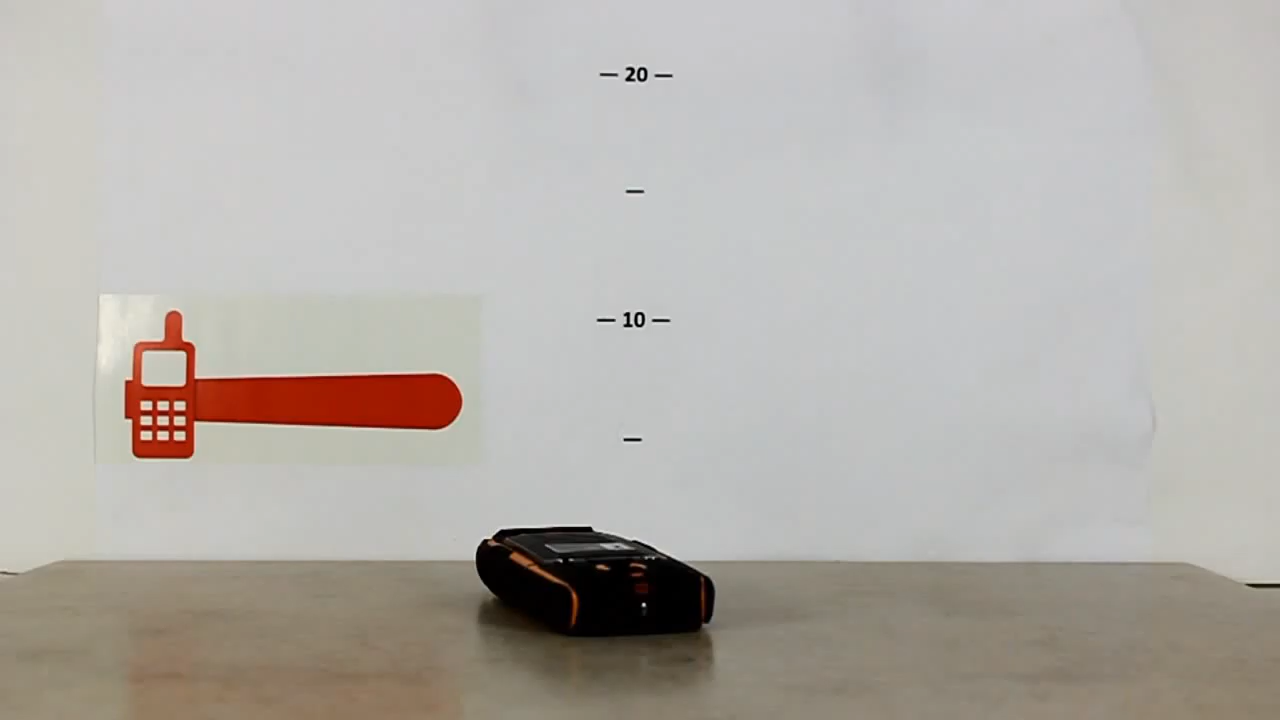 — 20 —
—
— 10 —
—